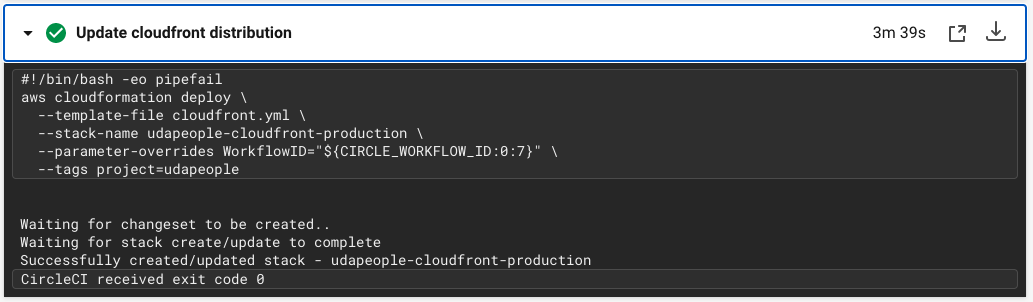 Update cloudfront distribution 3m 39s
#!/bin/bash -eo pipefail
aws cloudformation deploy \
  --template-file cloudfront.yml \
  --stack-name udapeople-cloudfront-production \
  --parameter-overrides WorkflowID="${CIRCLE_WORKFLOW_ID:0:7}" \
  --tags project=udapeople
Waiting for changeset to be created..
Waiting for stack create/update to complete
Successfully created/updated stack - udapeople-cloudfront-production
CircleCI received exit code 0